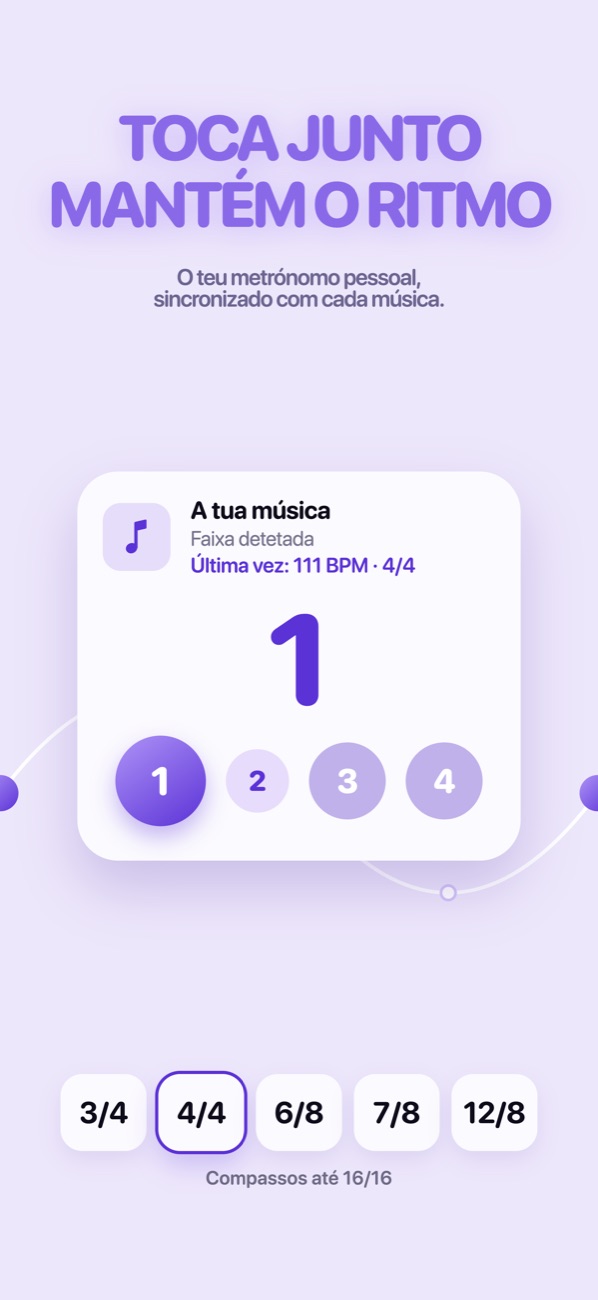 TOCA JUNTO
MANTÉM O RITMO
O teu metrónomo pessoal,
sincronizado com cada música.
A tua música
Faixa detetada
Última vez: 111 BPM · 4/4
1
1 2 3 4
3/4 4/4 6/8 7/8 12/8
Compassos até 16/16